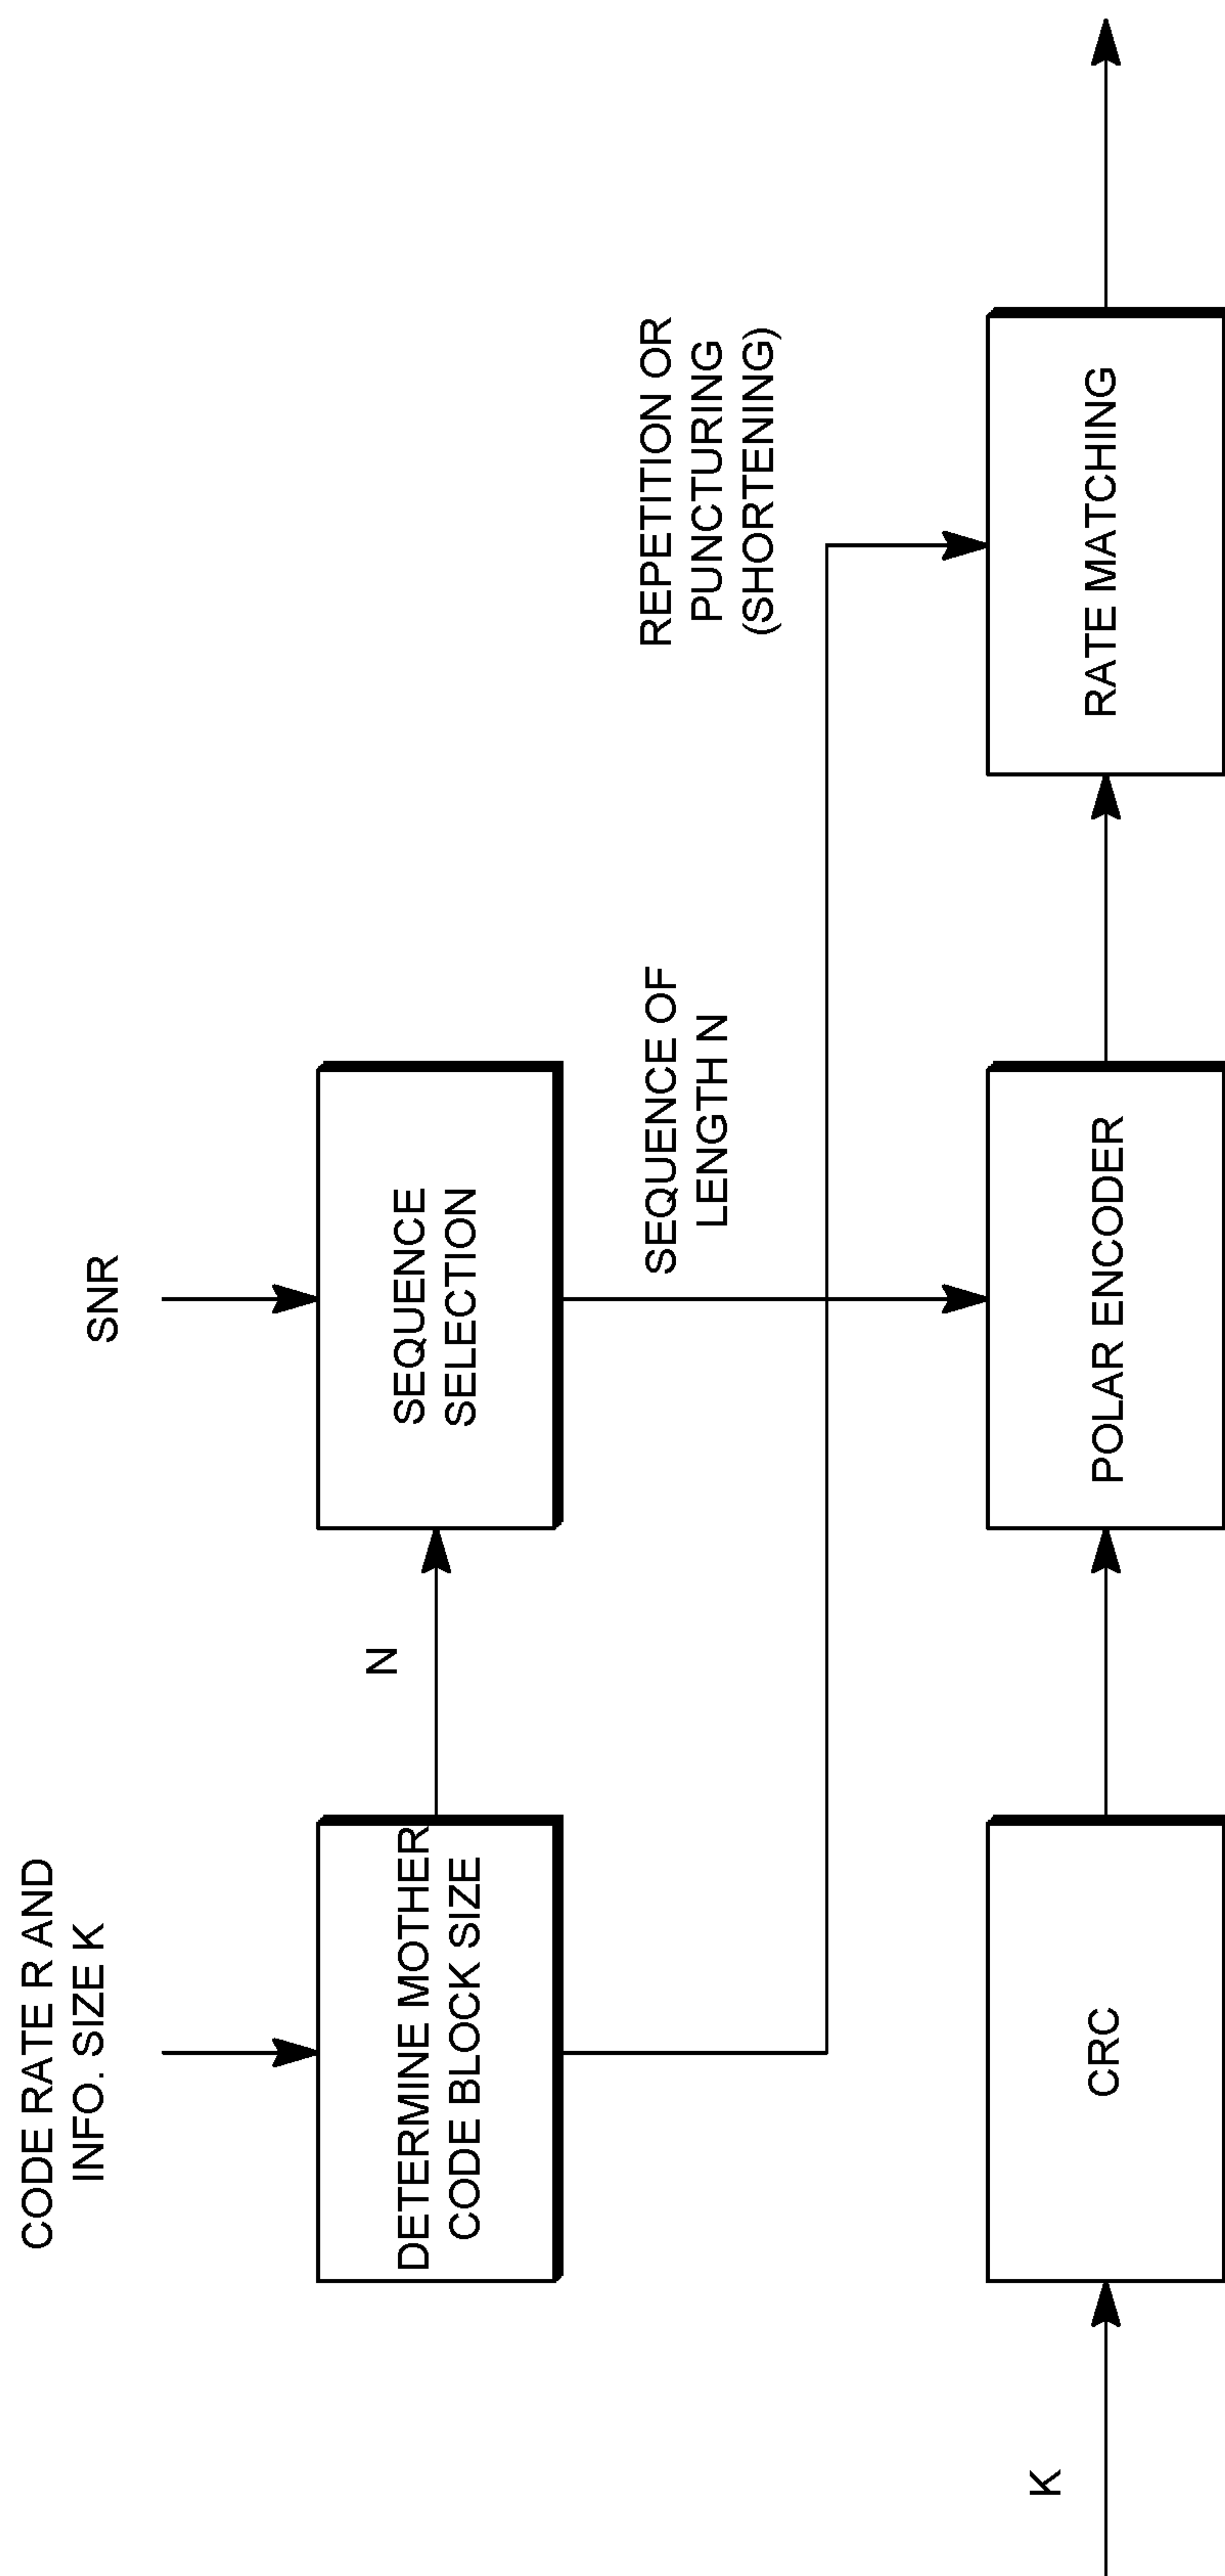 CODE RATE R AND
INFO. SIZE K
SNR
DETERMINE MOTHER
CODE BLOCK SIZE
N
SEQUENCE
SELECTION
SEQUENCE OF
LENGTH N
REPETITION OR
PUNCTURING
(SHORTENING)
K
CRC
POLAR ENCODER
RATE MATCHING